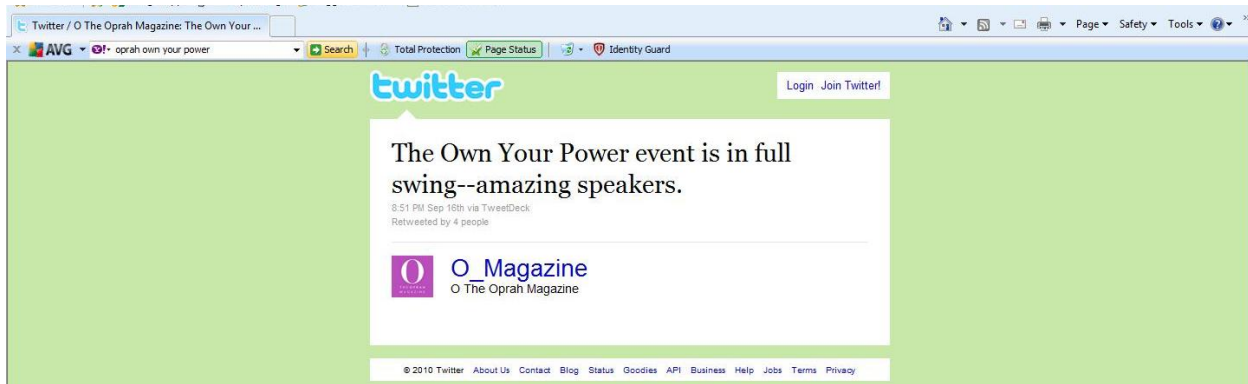 Twitter / O The Oprah Magazine: The Own Your ...
Page Safety Tools
AVG oprah own your power Search Total Protection Page Status Identity Guard
twitter
Login Join Twitter!
The Own Your Power event is in full
swing--amazing speakers.
8:51 PM Sep 16th via TweetDeck
Retweeted by 4 people
O
O_Magazine
O The Oprah Magazine
© 2010 Twitter About Us Contact Blog Status Goodies API Business Help Jobs Terms Privacy